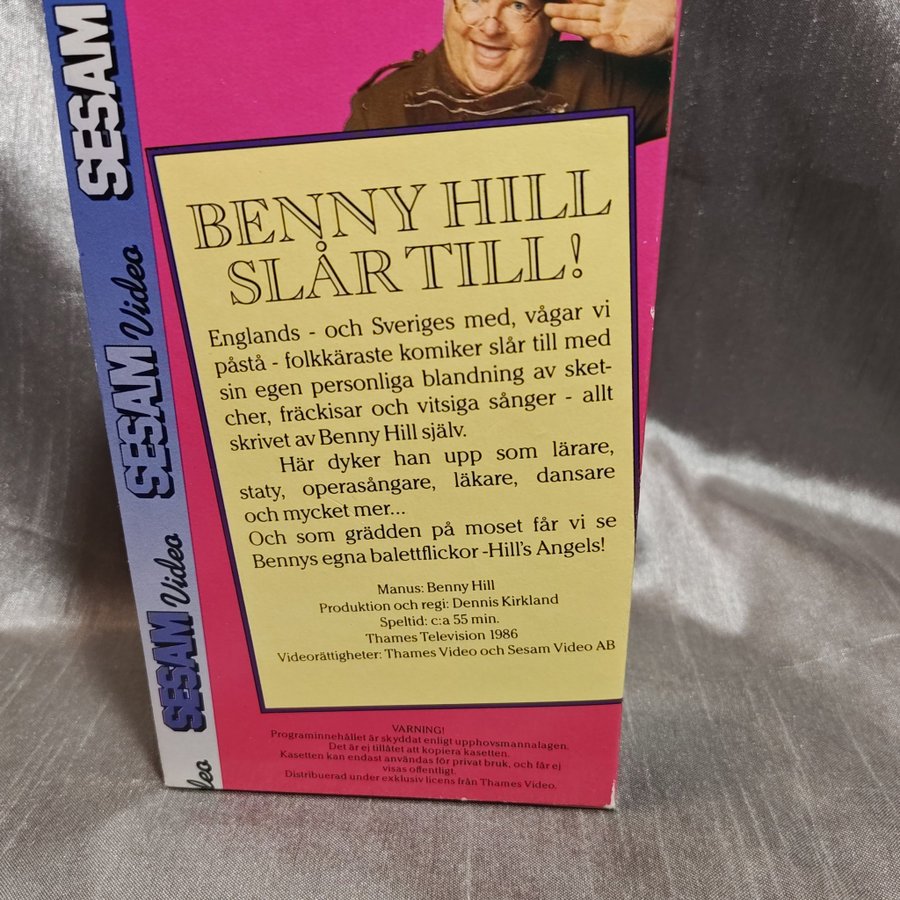 SESAM
SESAM Video
SESAM Video
deo
BENNY HILL
SLÅR TILL!
Englands - och Sveriges med, vågar vi
påstå - folkkäraste komiker slår till med
sin egen personliga blandning av sket-
cher, fräckisar och vitsiga sånger - allt
skrivet av Benny Hill själv.
Här dyker han upp som lärare,
staty, operasångare, läkare, dansare
och mycket mer...
Och som grädden på moset får vi se
Bennys egna balettflickor -Hill's Angels!
Manus: Benny Hill
Produktion och regi: Dennis Kirkland
Speltid: c:a 55 min.
Thames Television 1986
Videorättigheter: Thames Video och Sesam Video AB
VARNING!
Programinnehållet är skyddat enligt upphovsmannalagen.
Det är ej tillåtet att kopiera kasetten.
Kasetten kan endast användas för privat bruk, och får ej
visas offentligt.
Distribuerad under exklusiv licens från Thames Video.